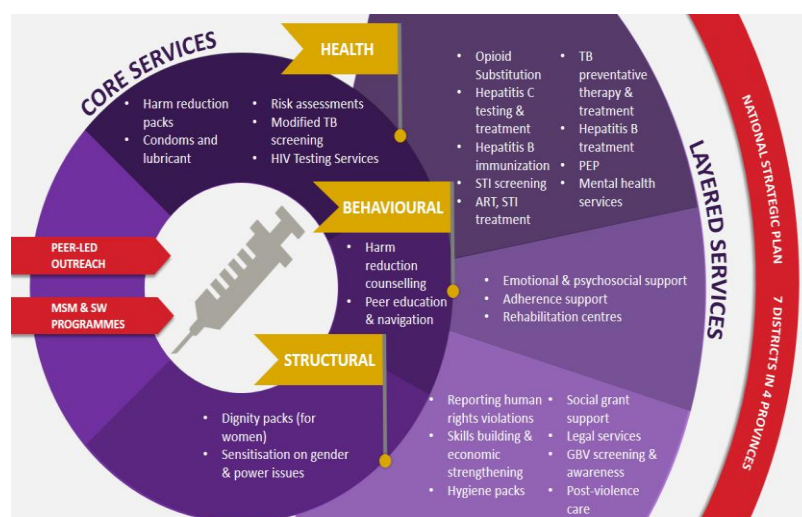 CORE SERVICES
HEALTH
• Harm reduction
packs
• Condoms and
lubricant
• Risk assessments
• Modified TB
screening
• HIV Testing Services
• Opioid
Substitution
• Hepatitis C
testing &
treatment
• Hepatitis B
immunization
• STI screening
• ART, STI
treatment
• TB
preventative
therapy &
treatment
• Hepatitis B
treatment
• PEP
• Mental health
services
PEER-LED
OUTREACH
MSM & SW
PROGRAMMES
BEHAVIOURAL
• Harm
reduction
counselling
• Peer education
& navigation
• Emotional & psychosocial support
• Adherence support
• Rehabilitation centres
STRUCTURAL
• Dignity packs (for
women)
• Sensitisation on gender
& power issues
• Reporting human
rights violations
• Skills building &
economic
strengthening
• Hygiene packs
• Social grant
support
• Legal services
• GBV screening &
awareness
• Post-violence
care
LAYERED SERVICES
NATIONAL STRATEGIC PLAN
7 DISTRICTS IN 4 PROVINCES